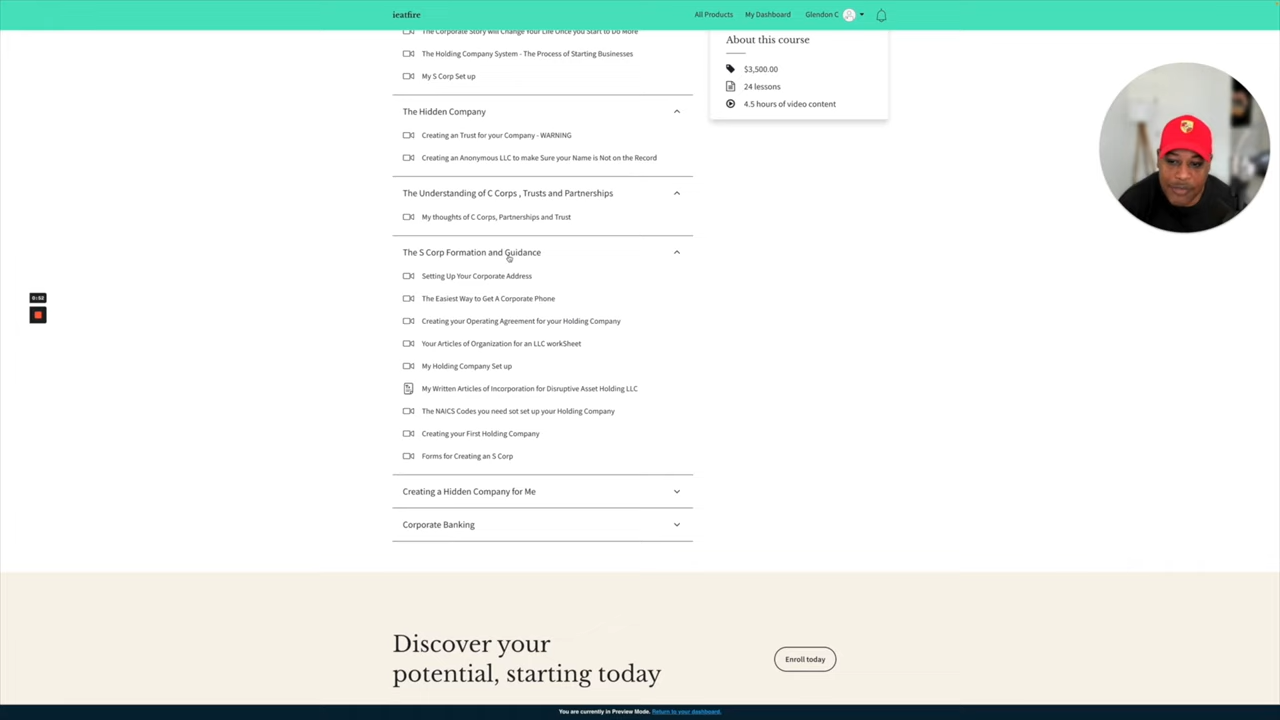 ieatfire
All Products
My Dashboard
Glendon C
The Corporate Story will Change Your Life Once you Start to Do More
The Holding Company System - The Process of Starting Businesses
My S Corp Set up
The Hidden Company
Creating an Trust for your Company - WARNING
Creating an Anonymous LLC to make Sure your Name is Not on the Record
The Understanding of C Corps , Trusts and Partnerships
My thoughts of C Corps, Partnerships and Trust
The S Corp Formation and Guidance
Setting Up Your Corporate Address
The Easiest Way to Get A Corporate Phone
Creating your Operating Agreement for your Holding Company
Your Articles of Organization for an LLC workSheet
My Holding Company Set up
My Written Articles of Incorporation for Disruptive Asset Holding LLC
The NAICS Codes you need sot set up your Holding Company
Creating your First Holding Company
Forms for Creating an S Corp
Creating a Hidden Company for Me
Corporate Banking
About this course
$3,500.00
24 lessons
4.5 hours of video content
Discover your
potential, starting today
Enroll today
You are currently in Preview Mode. Return to your dashboard.